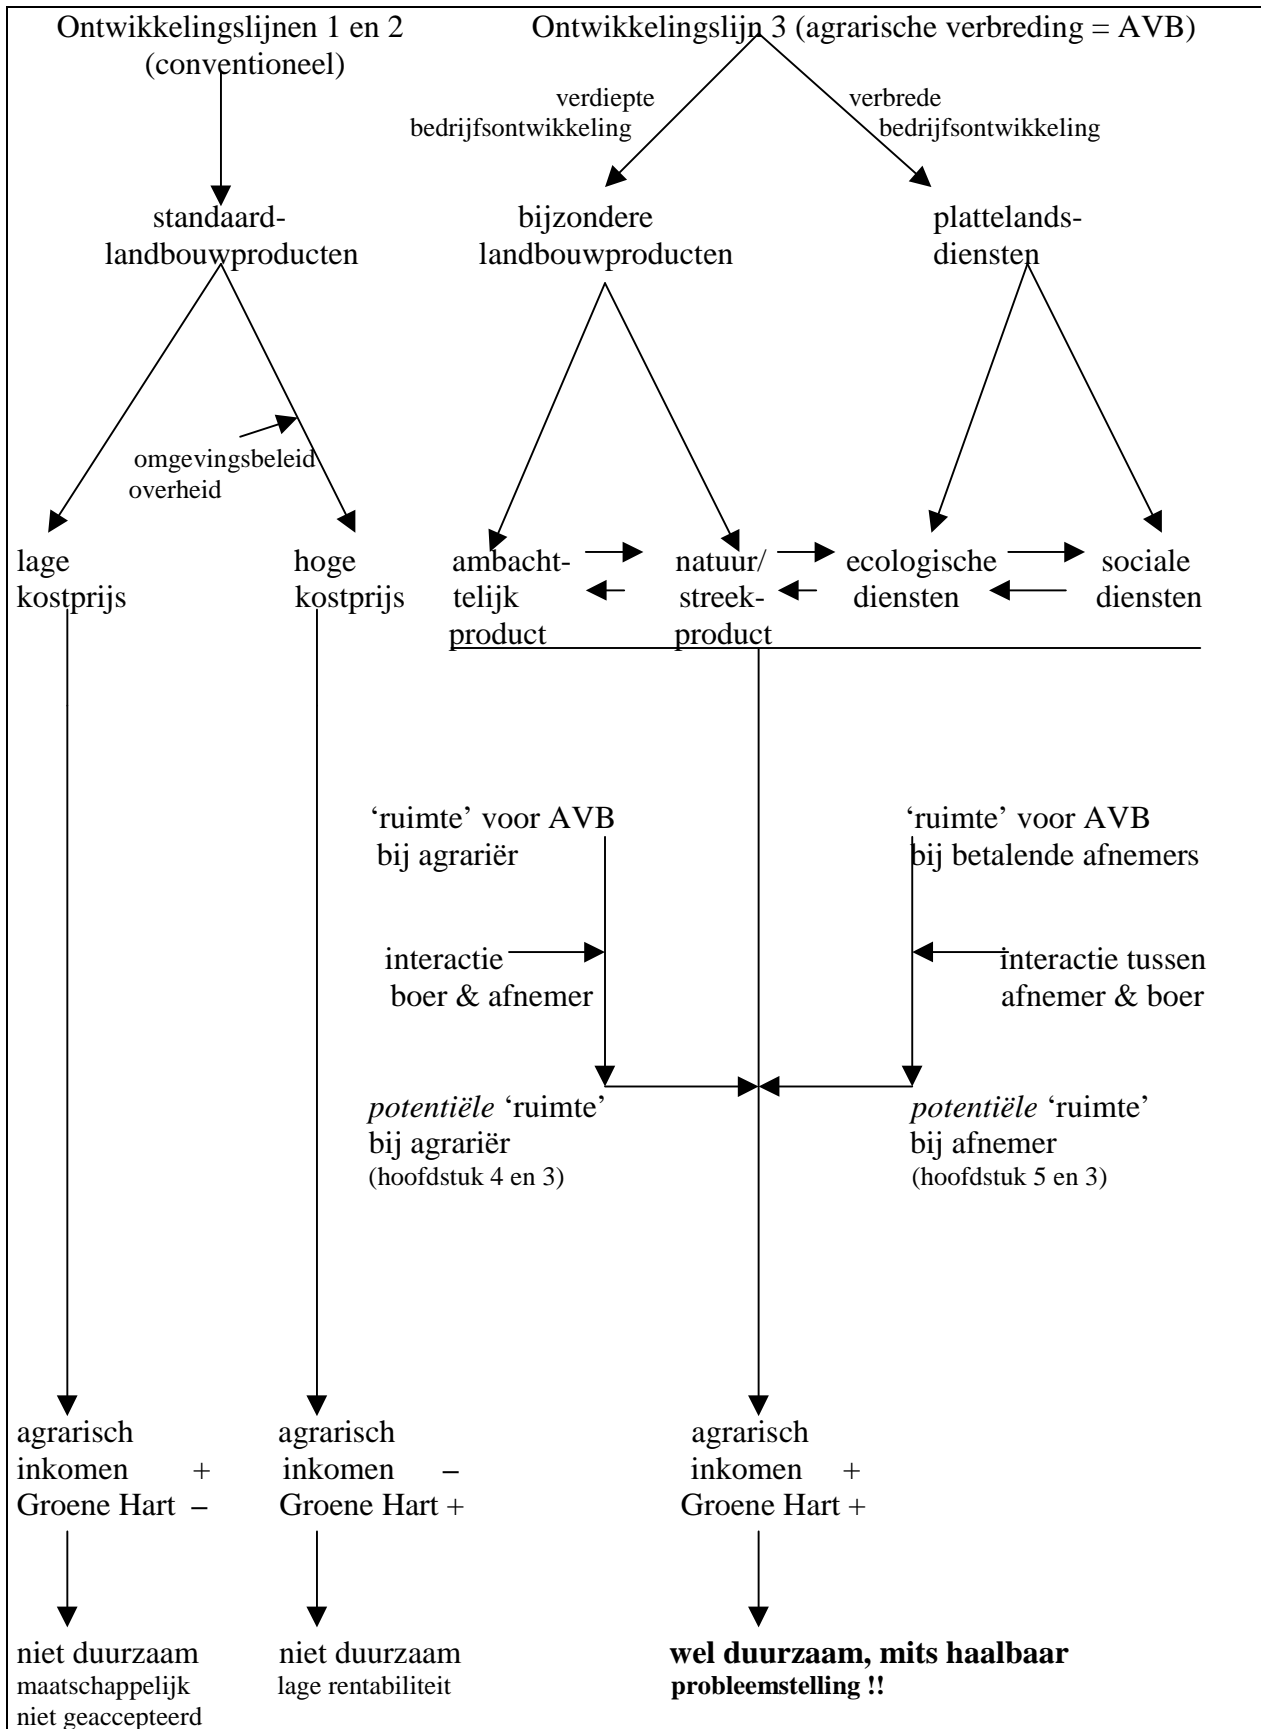 Ontwikkelingslijnen 1 en 2
(conventioneel)
Ontwikkelingslijn 3 (agrarische verbreding = AVB)
verdiepte
bedrijfsontwikkeling
verbrede
bedrijfsontwikkeling
standaard-
landbouwproducten
bijzondere
landbouwproducten
plattelands-
diensten
omgevingsbeleid
overheid
lage
kostprijs
hoge
kostprijs
ambacht-
telijk
product
natuur/
streek-
product
ecologische
diensten
sociale
diensten
‘ruimte’ voor AVB
bij agrariër
‘ruimte’ voor AVB
bij betalende afnemers
interactie
boer & afnemer
interactie tussen
afnemer & boer
potentiële ‘ruimte’
bij agrariër
(hoofdstuk 4 en 3)
potentiële ‘ruimte’
bij afnemer
(hoofdstuk 5 en 3)
agrarisch
inkomen +
Groene Hart –
agrarisch
inkomen –
Groene Hart +
agrarisch
inkomen +
Groene Hart +
niet duurzaam
maatschappelijk
niet geaccepteerd
niet duurzaam
lage rentabiliteit
wel duurzaam, mits haalbaar
probleemstelling !!